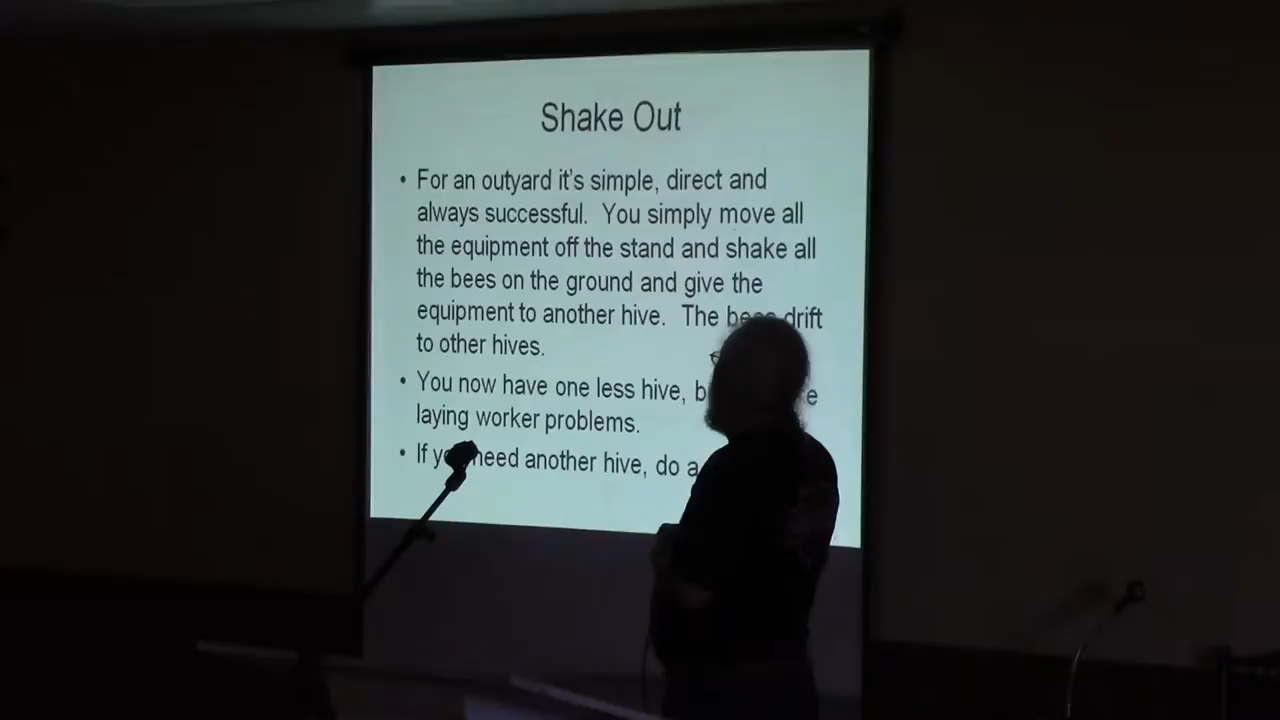 Shake Out
• For an outyard it's simple, direct and
always successful. You simply move all
the equipment off the stand and shake all
the bees on the ground and give the
equipment to another hive. The bees drift
to other hives.
• You now have one less hive,
laying worker problems.
• If you need another hive, do a